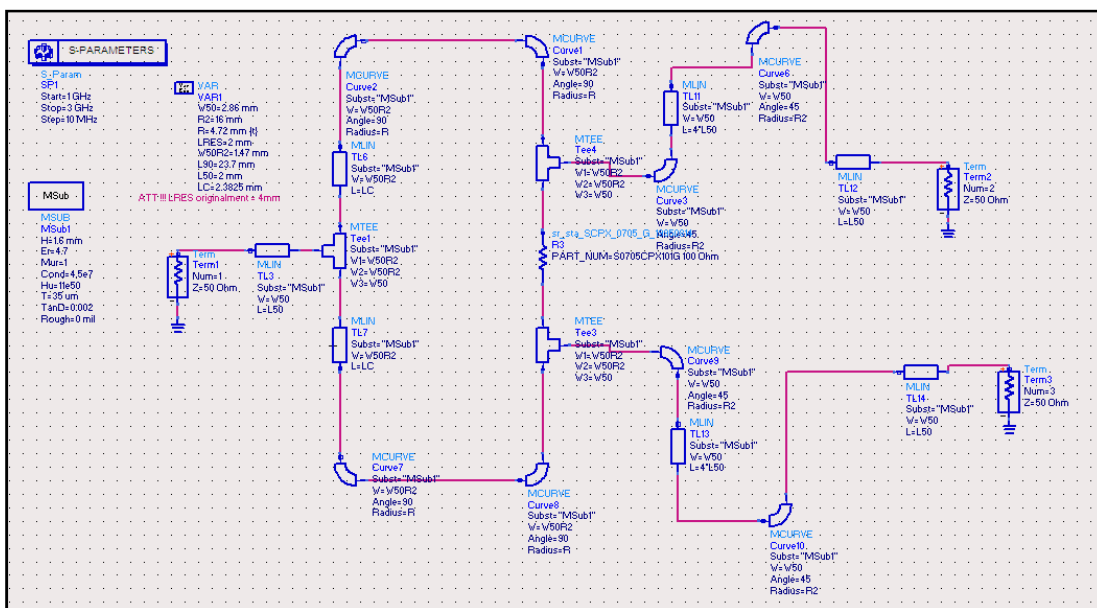 S-PARAMETERS
S-Param
SP1
Start=1 GHz
Stop=3 GHz
Step=10 MHz
VAR
VAR1
W50=2.86 mm
R2=16 mm
R=4.72 mm {t}
LRES=2 mm
W50R2=1.47 mm
L90=23.7 mm
L50=2 mm
LC=2.3825 mm
ATT!!! LRES originalment = 4mm
MSub
MSUB
MSub1
H=1.6 mm
Er=4.7
Mur=1
Cond=4.5e7
Hu=11e50
T=35 um
TanD=0.002
Rough=0 mil
Term
Term1
Num=1
Z=50 Ohm
MLIN
TL3
Subst="MSub1"
W=W50
L=L50
MCURVE
Curve2
Subst="MSub1"
W=W50R2
Angle=90
Radius=R
MLIN
TL6
Subst="MSub1"
W=W50R2
L=LC
MTEE
Tee1
Subst="MSub1"
W1=W50R2
W2=W50R2
W3=W50
MLIN
TL7
Subst="MSub1"
W=W50R2
L=LC
MCURVE
Curve7
Subst="MSub1"
W=W50R2
Angle=90
Radius=R
MCURVE
Curve1
Subst="MSub1"
W=W50R2
Angle=90
Radius=R
MTEE
Tee4
Subst="MSub1"
W1=W50R2
W2=W50R2
W3=W50
R3
PART_NUM=S0705CPX101G 100 Ohm
MTEE
Tee3
Subst="MSub1"
W1=W50R2
W2=W50R2
W3=W50
MCURVE
Curve8
Subst="MSub1"
W=W50R2
Angle=90
Radius=R
MLIN
TL11
Subst="MSub1"
W=W50
L=4*L50
MCURVE
Curve3
Subst="MSub1"
W=W50
Angle=45
Radius=R2
MCURVE
Curve6
Subst="MSub1"
W=W50
Angle=45
Radius=R2
MLIN
TL12
Subst="MSub1"
W=W50
L=L50
Term
Term2
Num=2
Z=50 Ohm
MCURVE
Curve9
Subst="MSub1"
W=W50
Angle=45
Radius=R2
MLIN
TL13
Subst="MSub1"
W=W50
L=4*L50
MCURVE
Curve10
Subst="MSub1"
W=W50
Angle=45
Radius=R2
MLIN
TL14
Subst="MSub1"
W=W50
L=L50
Term
Term3
Num=3
Z=50 Ohm